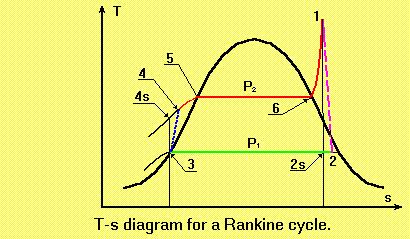 T
1
4
5
4s
P₂
6
P₁
3
2s
2
s
T-s diagram for a Rankine cycle.